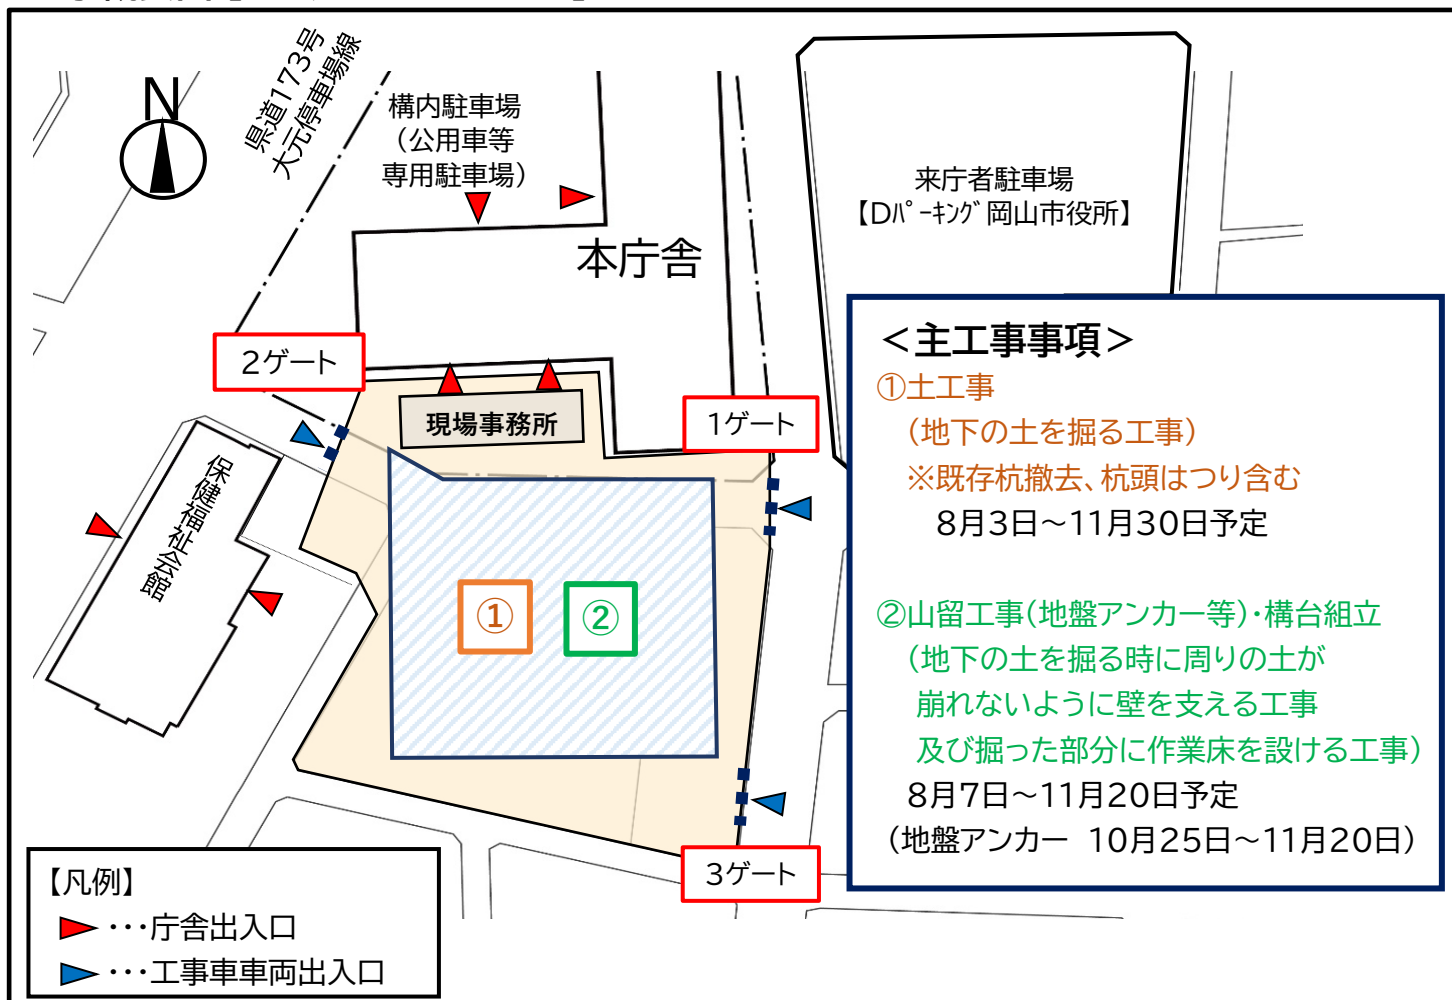 N
県道173号
大元停車場線
構内駐車場
(公用車等
専用駐車場)
来庁者駐車場
【Dパーキング岡山市役所】
本庁舎
2ゲート
現場事務所
1ゲート
保健福祉会館
①
②
3ゲート
<主工事事項>
①土工事
(地下の土を掘る工事)
※既存杭撤去、杭頭はつり含む
8月3日~11月30日予定
②山留工事(地盤アンカー等)・構台組立
(地下の土を掘る時に周りの土が
崩れないように壁を支える工事
及び掘った部分に作業床を設ける工事)
8月7日~11月20日予定
(地盤アンカー 10月25日~11月20日)
【凡例】
…庁舎出入口
…工事車車両出入口